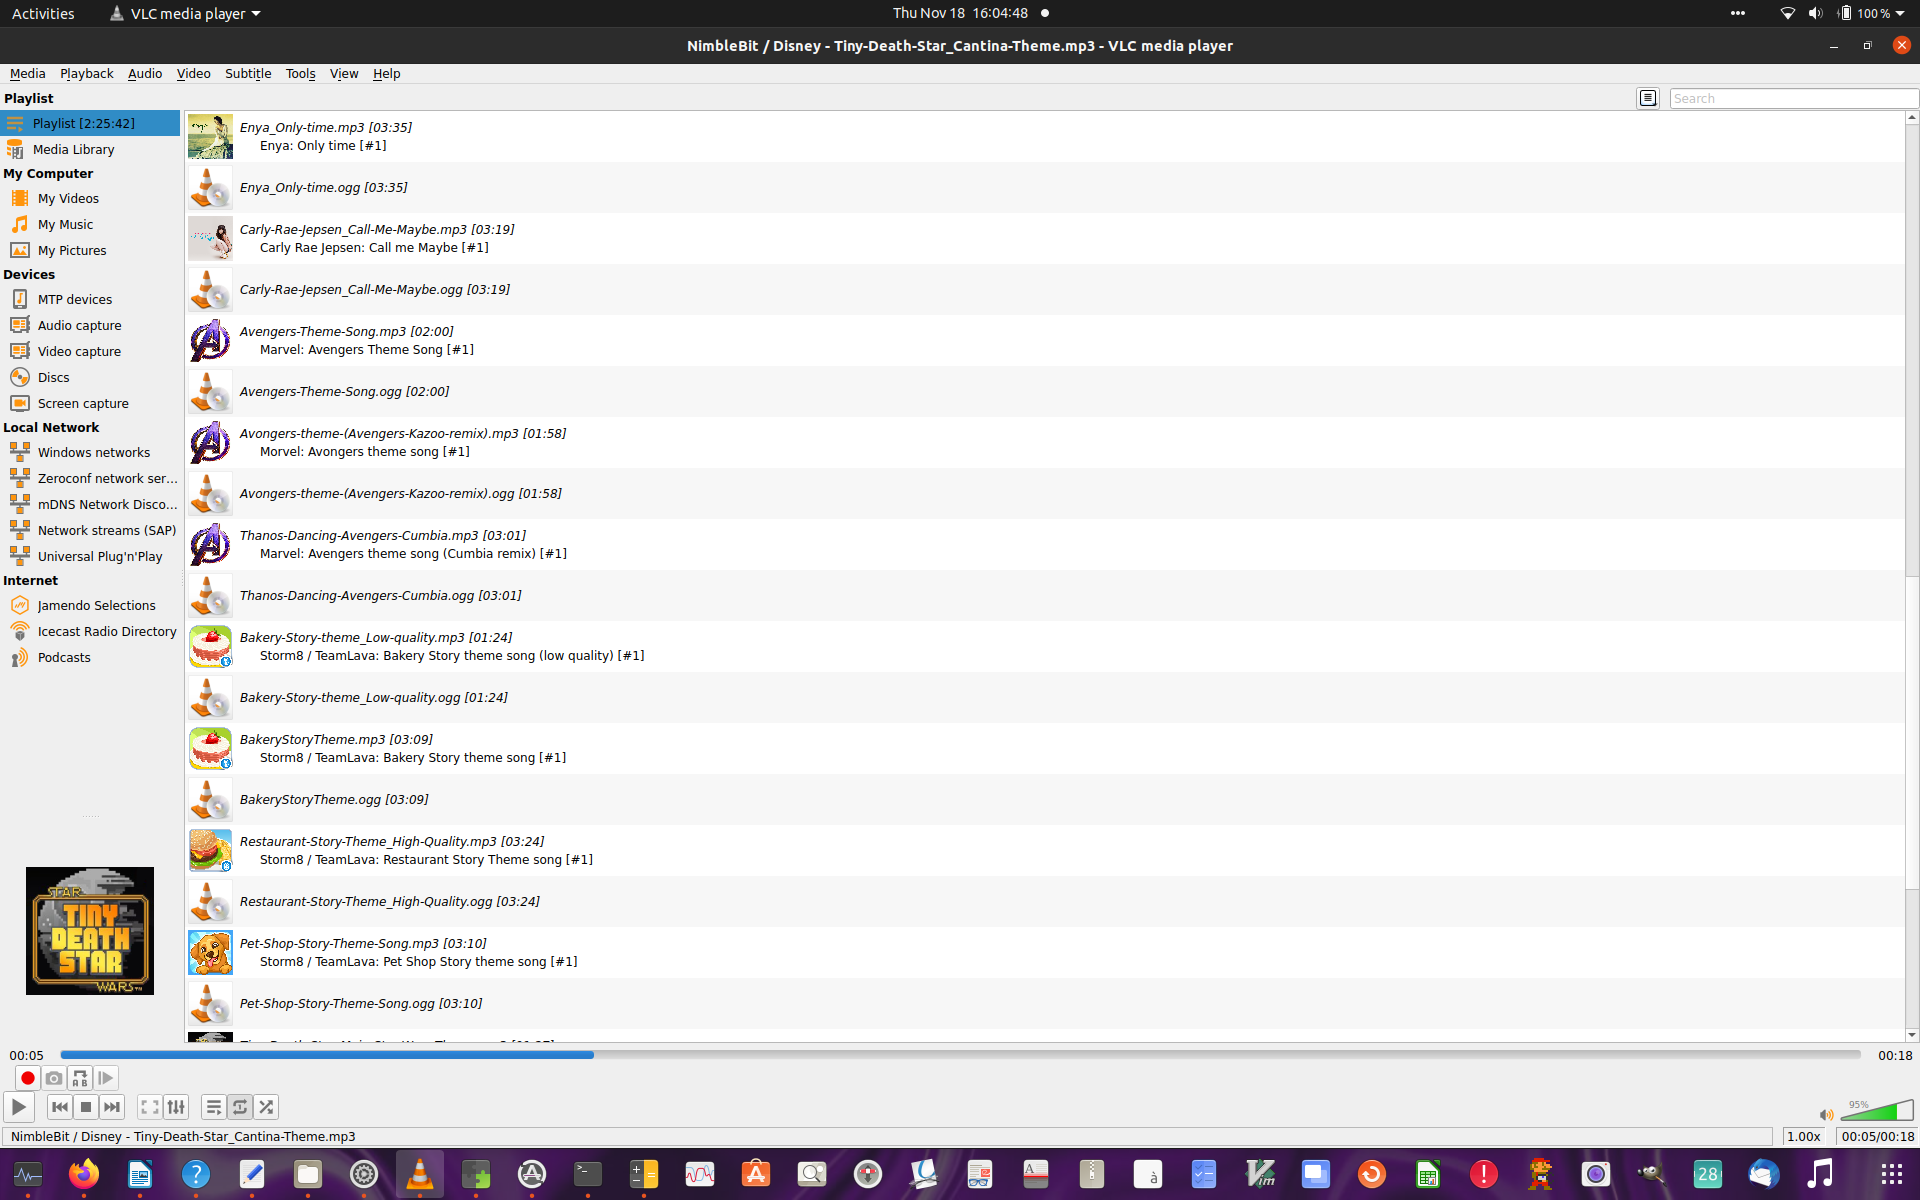 Activities
VLC media player
Thu Nov 18 16:04:48
100 %
NimbleBit / Disney - Tiny-Death-Star_Cantina-Theme.mp3 - VLC media player
Media Playback Audio Video Subtitle Tools View Help
Playlist
Search
Playlist [2:25:42]
Media Library
My Computer
My Videos
My Music
My Pictures
Devices
MTP devices
Audio capture
Video capture
Discs
Screen capture
Local Network
Windows networks
Zeroconf network ser...
mDNS Network Disco...
Network streams (SAP)
Universal Plug'n'Play
Internet
Jamendo Selections
Icecast Radio Directory
Podcasts
Enya_Only-time.mp3 [03:35]
Enya: Only time [#1]
Enya_Only-time.ogg [03:35]
Carly-Rae-Jepsen_Call-Me-Maybe.mp3 [03:19]
Carly Rae Jepsen: Call me Maybe [#1]
Carly-Rae-Jepsen_Call-Me-Maybe.ogg [03:19]
Avengers-Theme-Song.mp3 [02:00]
Marvel: Avengers Theme Song [#1]
Avengers-Theme-Song.ogg [02:00]
Avongers-theme-(Avengers-Kazoo-remix).mp3 [01:58]
Morvel: Avongers theme song [#1]
Avongers-theme-(Avengers-Kazoo-remix).ogg [01:58]
Thanos-Dancing-Avengers-Cumbia.mp3 [03:01]
Marvel: Avengers theme song (Cumbia remix) [#1]
Thanos-Dancing-Avengers-Cumbia.ogg [03:01]
Bakery-Story-theme_Low-quality.mp3 [01:24]
Storm8 / TeamLava: Bakery Story theme song (low quality) [#1]
Bakery-Story-theme_Low-quality.ogg [01:24]
BakeryStoryTheme.mp3 [03:09]
Storm8 / TeamLava: Bakery Story theme song [#1]
BakeryStoryTheme.ogg [03:09]
Restaurant-Story-Theme_High-Quality.mp3 [03:24]
Storm8 / TeamLava: Restaurant Story Theme song [#1]
Restaurant-Story-Theme_High-Quality.ogg [03:24]
Pet-Shop-Story-Theme-Song.mp3 [03:10]
Storm8 / TeamLava: Pet Shop Story theme song [#1]
Pet-Shop-Story-Theme-Song.ogg [03:10]
STAR
TINY
DEATH
STAR
WARS
00:05
00:18
A B
95%
NimbleBit / Disney - Tiny-Death-Star_Cantina-Theme.mp3
1.00x
00:05/00:18
28